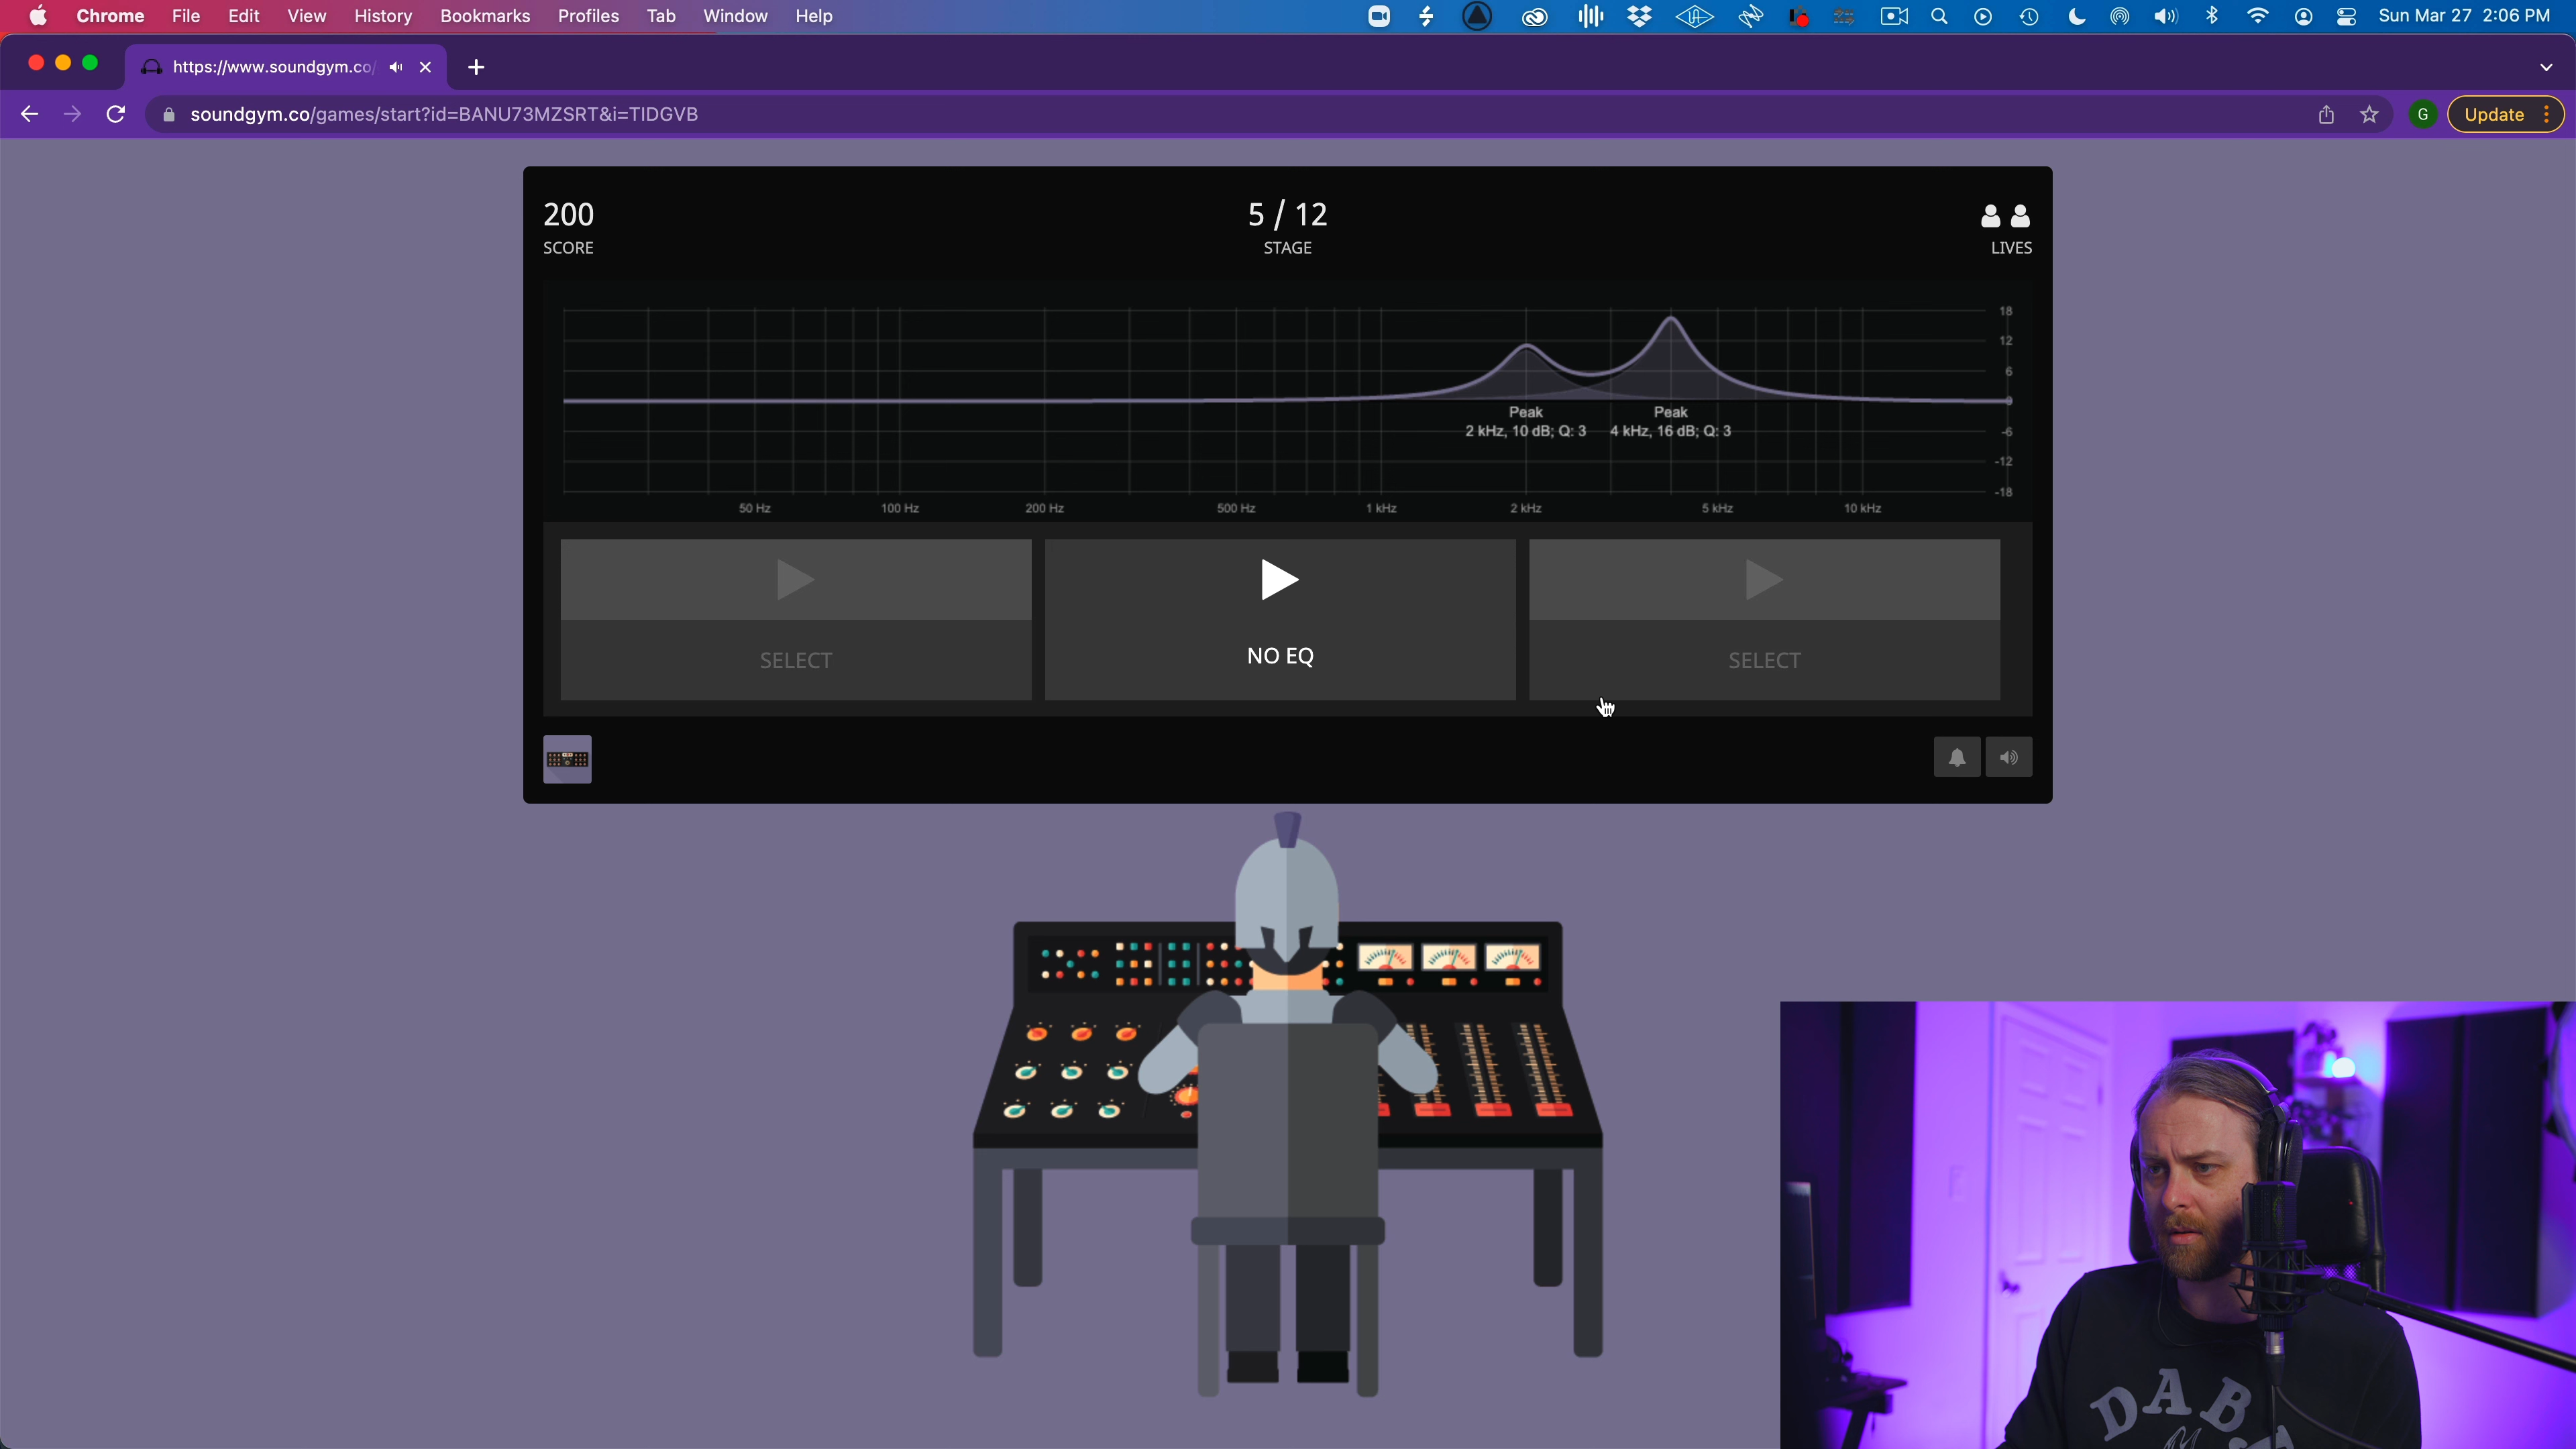 Chrome File Edit View History Bookmarks Profiles Tab Window Help Sun Mar 27 2:06 PM
https://www.soundgym.co/
soundgym.co/games/start?id=BANU73MZSRT&i=TIDGVB G Update
200 5 / 12
SCORE STAGE LIVES
18
12
6
0
Peak Peak
2 kHz, 10 dB; Q: 3 4 kHz, 16 dB; Q: 3 -6
-12
-18
50 Hz 100 Hz 200 Hz 500 Hz 1 kHz 2 kHz 5 kHz 10 kHz
SELECT NO EQ SELECT
DAB